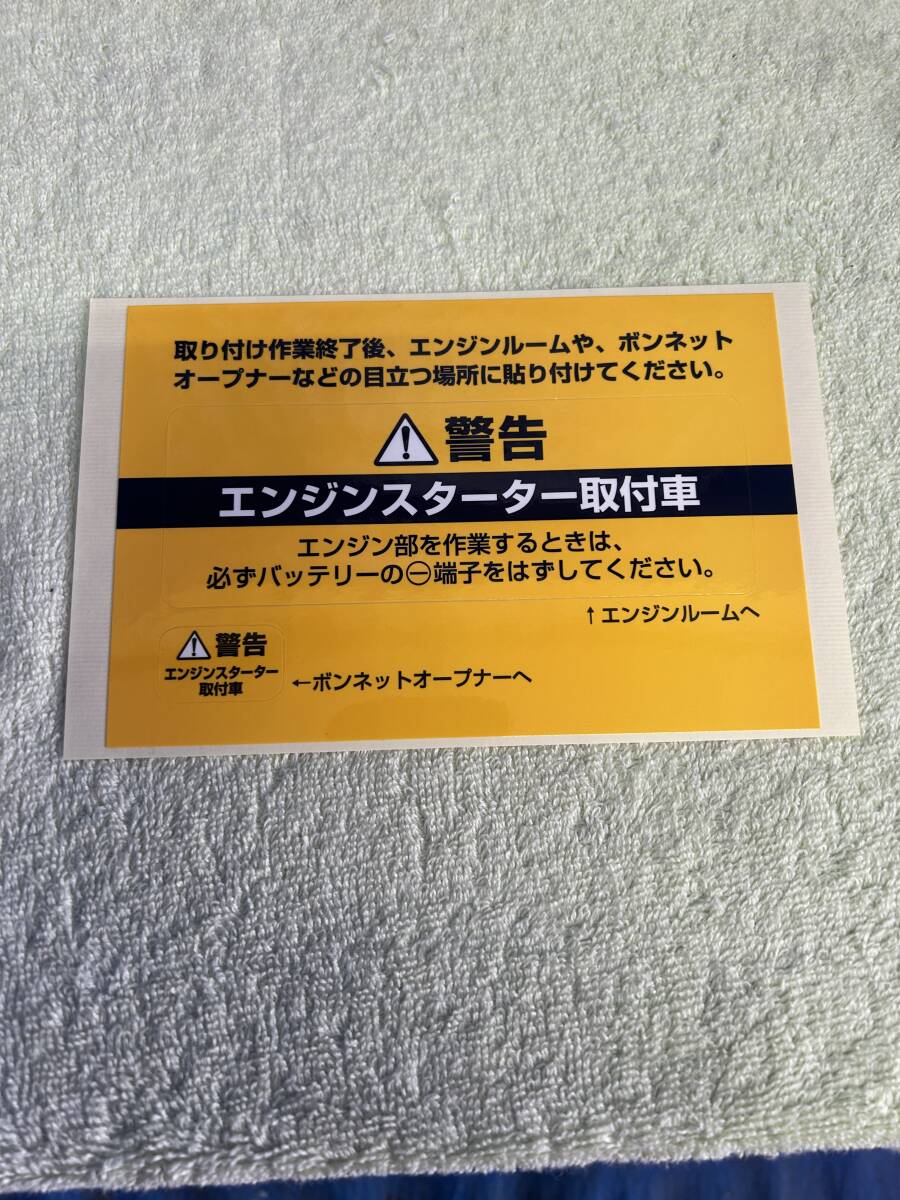 取り付け作業終了後、エンジンルームや、ボンネット
オープナーなどの目立つ場所に貼り付けてください。
警告
エンジンスターター取付車
エンジン部を作業するときは、
必ずバッテリーの⊖端子をはずしてください。
↑エンジンルームへ
警告
エンジンスターター
取付車
←ボンネットオープナーへ